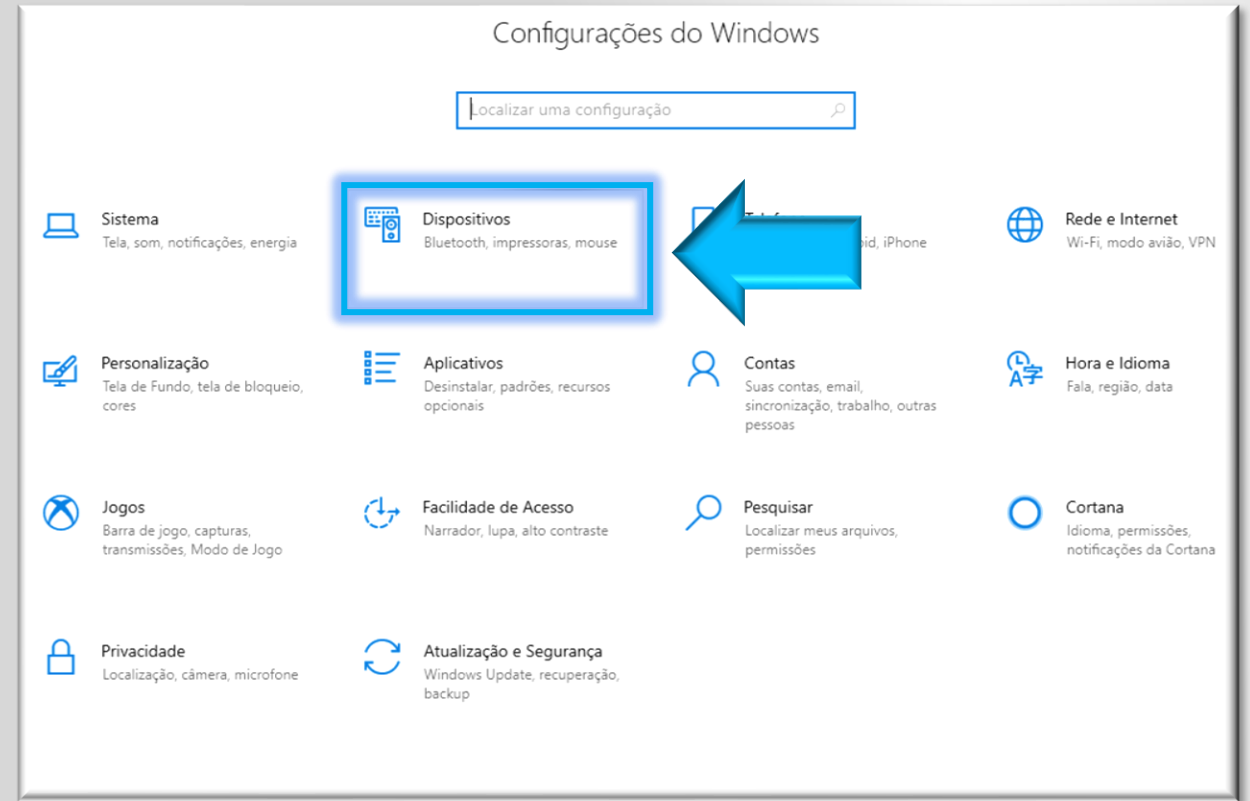 Configurações do Windows
Localizar uma configuração
Sistema
Tela, som, notificações, energia
Dispositivos
Bluetooth, impressoras, mouse
iPhone
Rede e Internet
Wi-Fi, modo avião, VPN
Personalização
Tela de Fundo, tela de bloqueio,
cores
Aplicativos
Desinstalar, padrões, recursos
opcionais
Contas
Suas contas, email,
sincronização, trabalho, outras
pessoas
Hora e Idioma
Fala, região, data
Jogos
Barra de jogo, capturas,
transmissões, Modo de Jogo
Facilidade de Acesso
Narrador, lupa, alto contraste
Pesquisar
Localizar meus arquivos,
permissões
Cortana
Idioma, permissões,
notificações da Cortana
Privacidade
Localização, câmera, microfone
Atualização e Segurança
Windows Update, recuperação,
backup